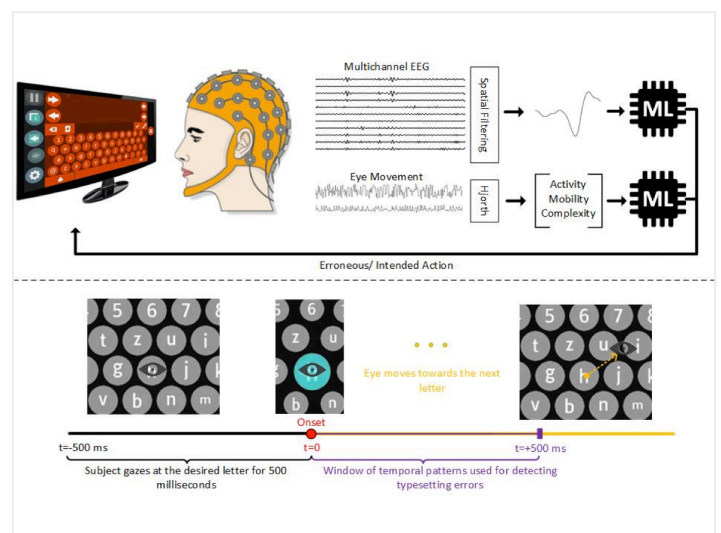 Multichannel EEG
Spatial Filtering
ML
Eye Movement
Hjorth
Activity
Mobility
Complexity
ML
Erroneous/ Intended Action
5 6 7 8
t z u i
g j
v b n m
6 7
z u
b n
Eye moves towards the next
letter
5 6 7 8
t z u i
g h j
v b n m
Onset
t=-500 ms
t=0
t=+500 ms
Subject gazes at the desired letter for 500
milliseconds
Window of temporal patterns used for detecting
typesetting errors